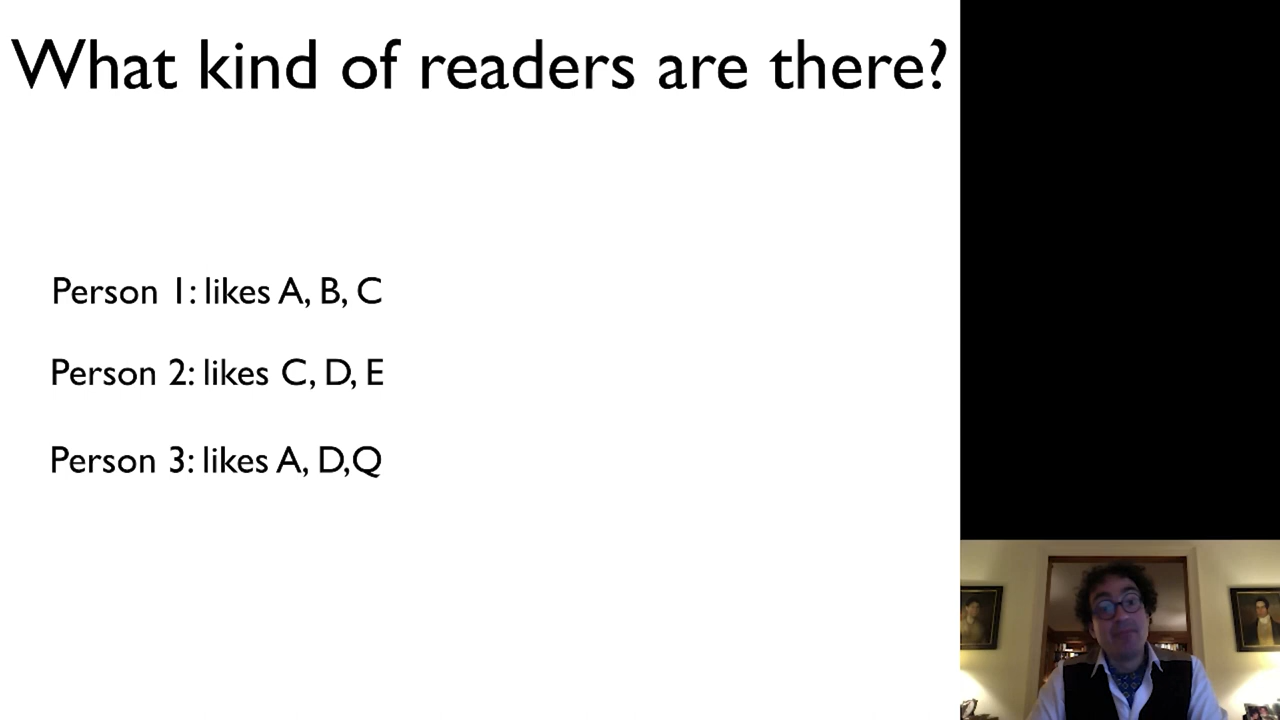 What kind of readers are there?
Person 1: likes A, B, C
Person 2: likes C, D, E
Person 3: likes A, D,Q